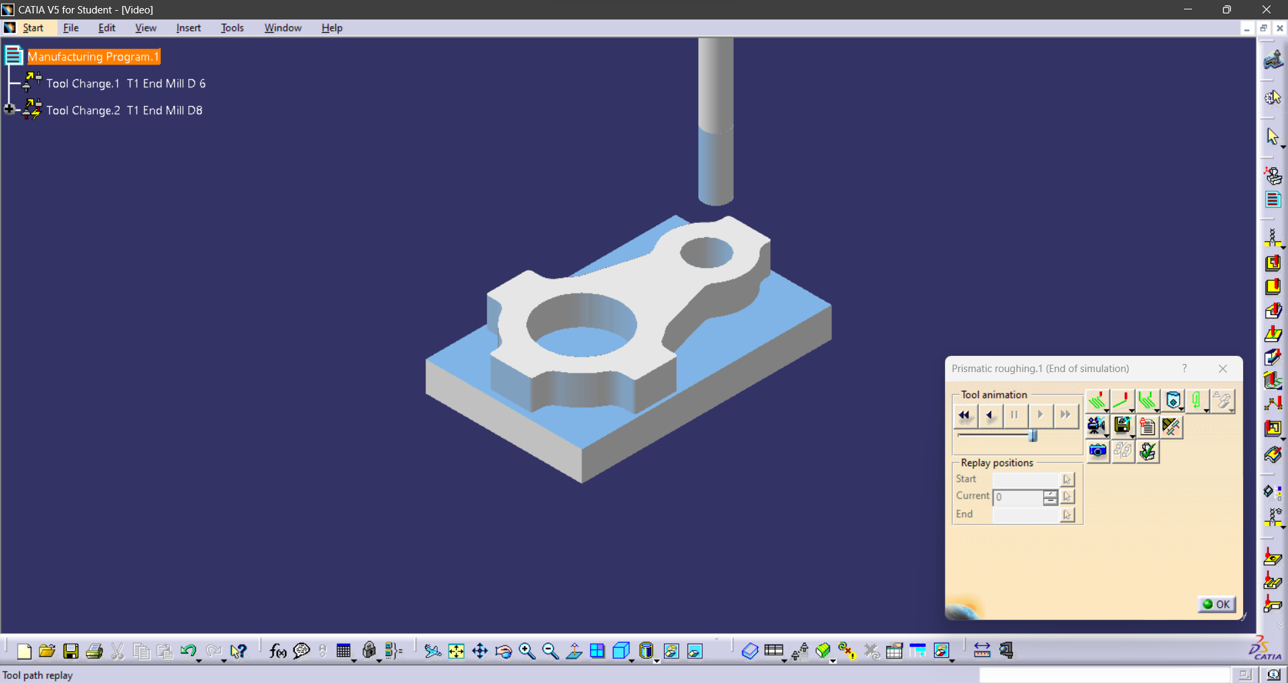 CATIA V5 for Student - [Video]
Start File Edit View Insert Tools Window Help
Manufacturing Program.1
Tool Change.1 T1 End Mill D 6
Tool Change.2 T1 End Mill D8
Prismatic roughing.1 (End of simulation) ?
Tool animation
Replay positions
Start
Current 0
End
OK
f(x)
DS CATIA
Tool path replay